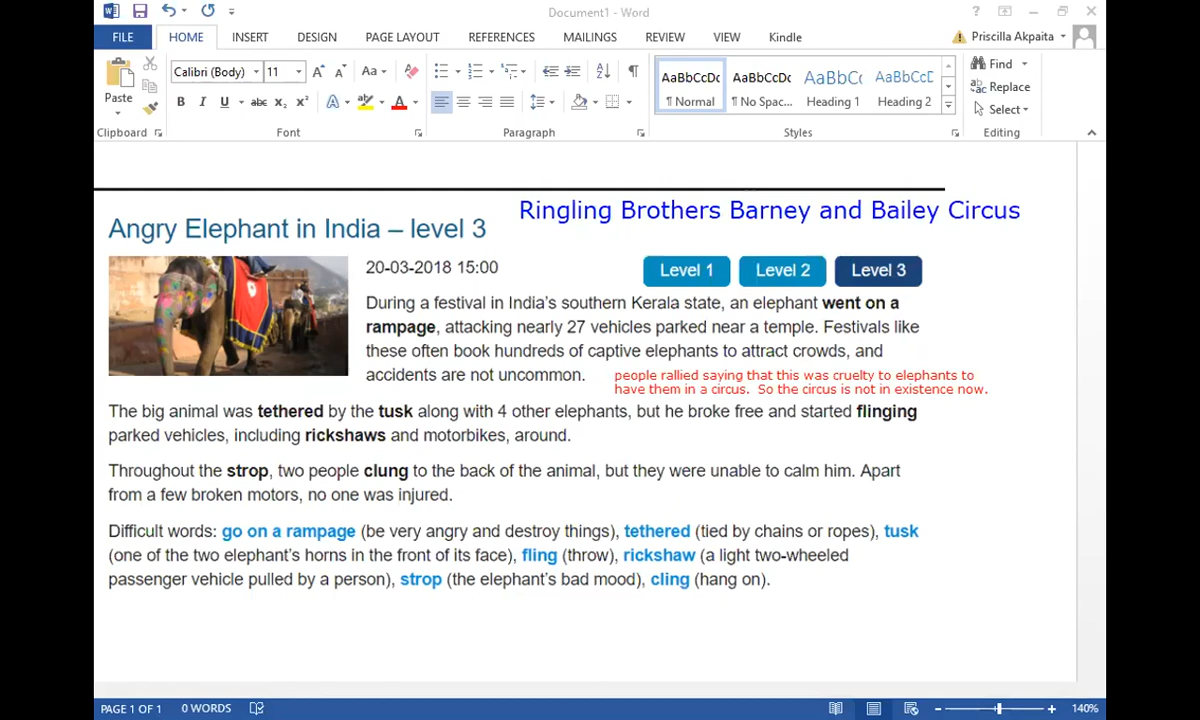 Document1 - Word
FILE HOME INSERT DESIGN PAGE LAYOUT REFERENCES MAILINGS REVIEW VIEW Kindle Priscilla Akpaita
Paste
Calibri (Body) 11
AaBbCcDc AaBbCcDc AaBbCc AaBbCcD
¶ Normal ¶ No Spac... Heading 1 Heading 2
Find
Replace
Select
Clipboard Font Paragraph Styles Editing
Ringling Brothers Barney and Bailey Circus
Angry Elephant in India – level 3
20-03-2018 15:00
Level 1 Level 2 Level 3
During a festival in India's southern Kerala state, an elephant went on a
rampage, attacking nearly 27 vehicles parked near a temple. Festivals like
these often book hundreds of captive elephants to attract crowds, and
accidents are not uncommon.
people rallied saying that this was cruelty to elephants to
have them in a circus. So the circus is not in existence now.
The big animal was tethered by the tusk along with 4 other elephants, but he broke free and started flinging
parked vehicles, including rickshaws and motorbikes, around.
Throughout the strop, two people clung to the back of the animal, but they were unable to calm him. Apart
from a few broken motors, no one was injured.
Difficult words: go on a rampage (be very angry and destroy things), tethered (tied by chains or ropes), tusk
(one of the two elephant's horns in the front of its face), fling (throw), rickshaw (a light two-wheeled
passenger vehicle pulled by a person), strop (the elephant's bad mood), cling (hang on).
PAGE 1 OF 1 0 WORDS 140%